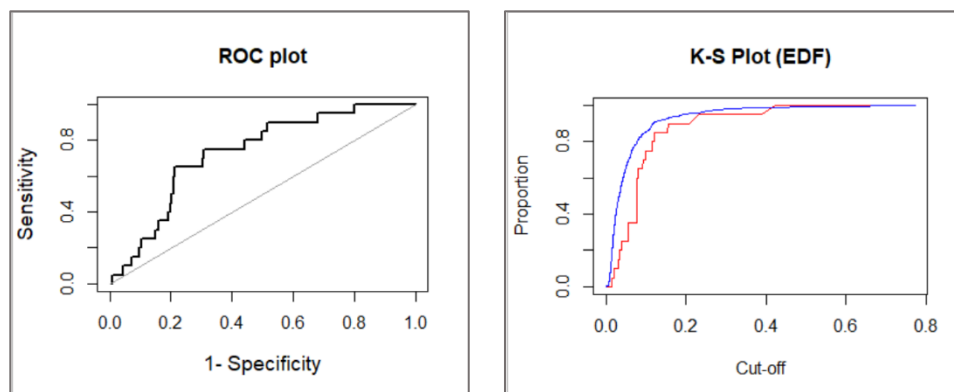 ROC plot
Sensitivity
0.8
0.4
0.0
0.0 0.2 0.4 0.6 0.8 1.0
1- Specificity
K-S Plot (EDF)
Proportion
0.8
0.4
0.0
0.0 0.2 0.4 0.6 0.8
Cut-off